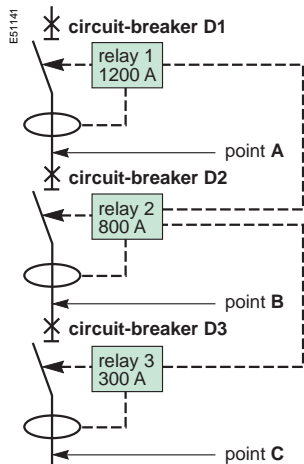 E51141
circuit-breaker D1
relay 1
1200 A
point A
circuit-breaker D2
relay 2
800 A
point B
circuit-breaker D3
relay 3
300 A
point C